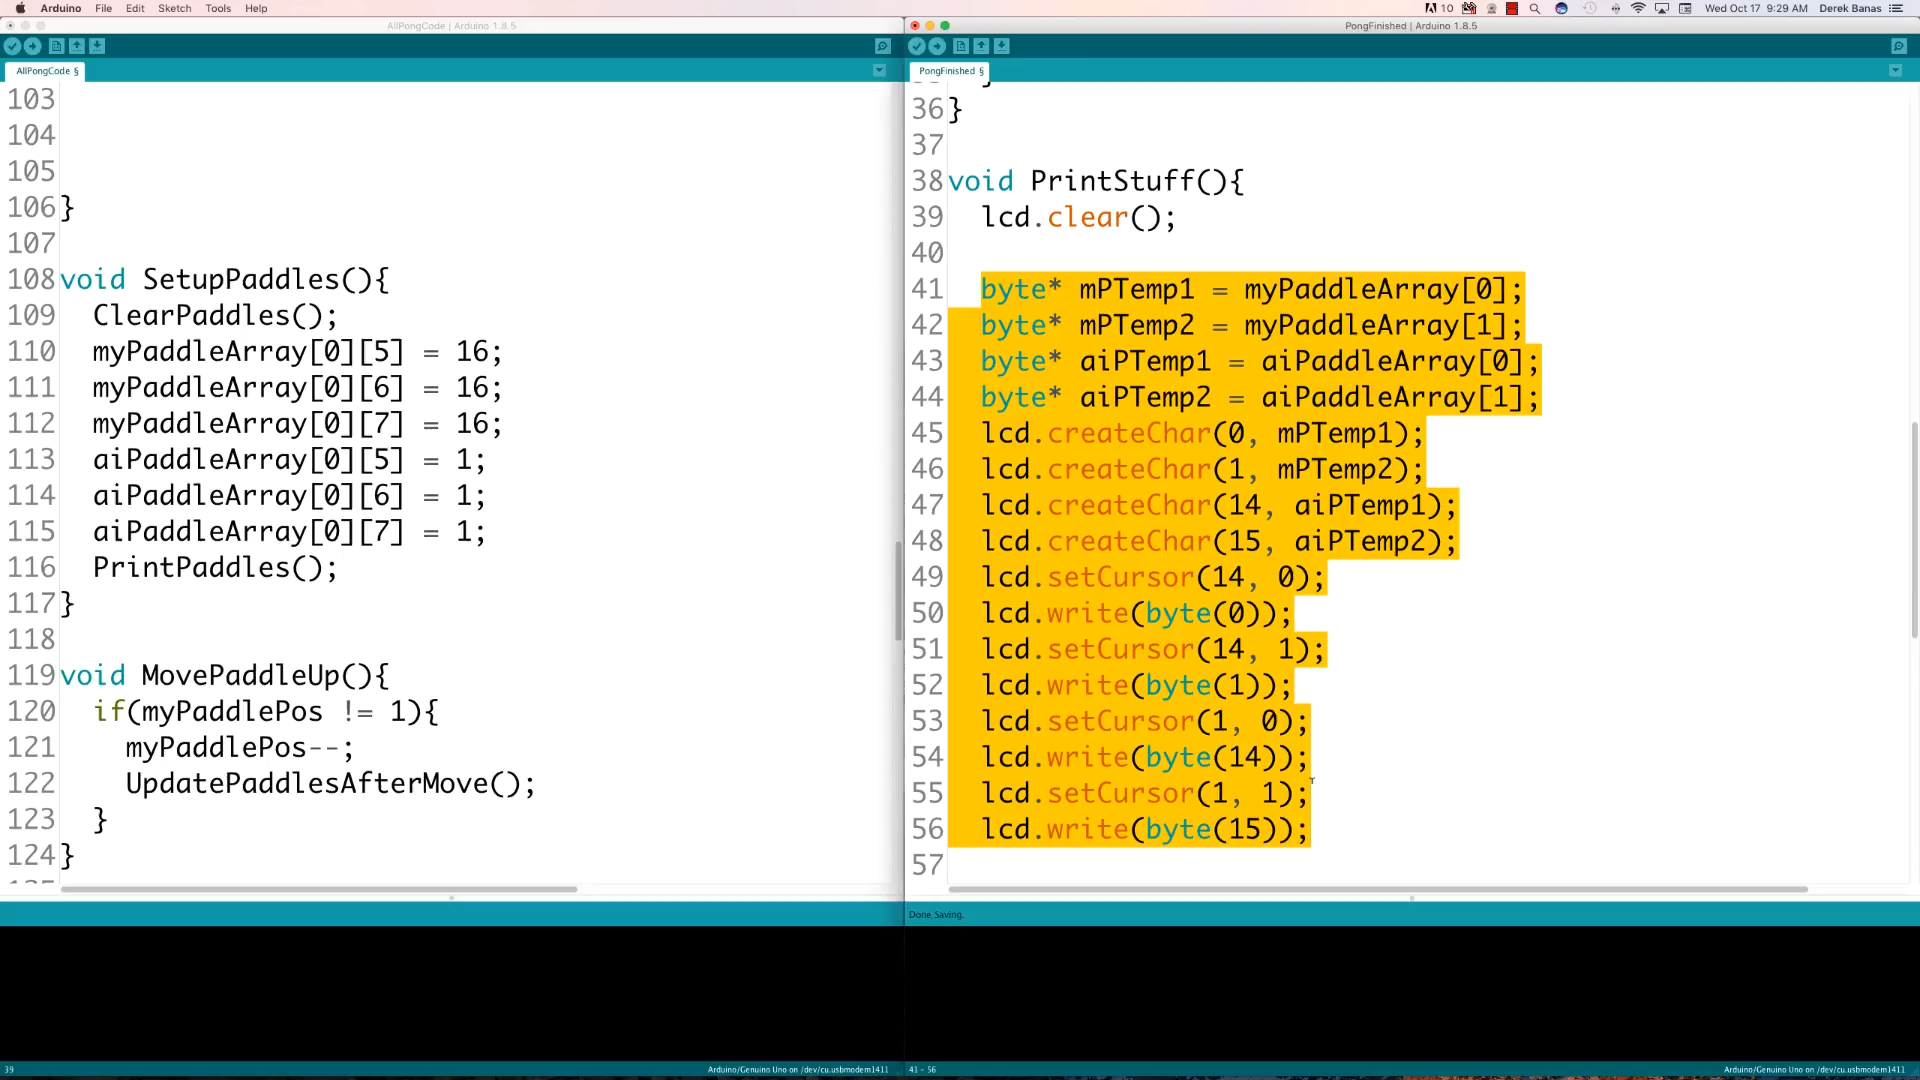 Arduino File Edit Sketch Tools Help
10 Wed Oct 17 9:29 AM Derek Banas
AllPongCode | Arduino 1.8.5
AllPongCode §
103
104
105
106 }
107
108 void SetupPaddles(){
109 ClearPaddles();
110 myPaddleArray[0][5] = 16;
111 myPaddleArray[0][6] = 16;
112 myPaddleArray[0][7] = 16;
113 aiPaddleArray[0][5] = 1;
114 aiPaddleArray[0][6] = 1;
115 aiPaddleArray[0][7] = 1;
116 PrintPaddles();
117 }
118
119 void MovePaddleUp(){
120 if(myPaddlePos != 1){
121 myPaddlePos--;
122 UpdatePaddlesAfterMove();
123 }
124 }
39
Arduino/Genuino Uno on /dev/cu.usbmodem1411
PongFinished | Arduino 1.8.5
PongFinished §
36 }
37
38 void PrintStuff(){
39 lcd.clear();
40
41 byte* mPTemp1 = myPaddleArray[0];
42 byte* mPTemp2 = myPaddleArray[1];
43 byte* aiPTemp1 = aiPaddleArray[0];
44 byte* aiPTemp2 = aiPaddleArray[1];
45 lcd.createChar(0, mPTemp1);
46 lcd.createChar(1, mPTemp2);
47 lcd.createChar(14, aiPTemp1);
48 lcd.createChar(15, aiPTemp2);
49 lcd.setCursor(14, 0);
50 lcd.write(byte(0));
51 lcd.setCursor(14, 1);
52 lcd.write(byte(1));
53 lcd.setCursor(1, 0);
54 lcd.write(byte(14));
55 lcd.setCursor(1, 1);
56 lcd.write(byte(15));
57
Done Saving.
41 - 56
Arduino/Genuino Uno on /dev/cu.usbmodem1411